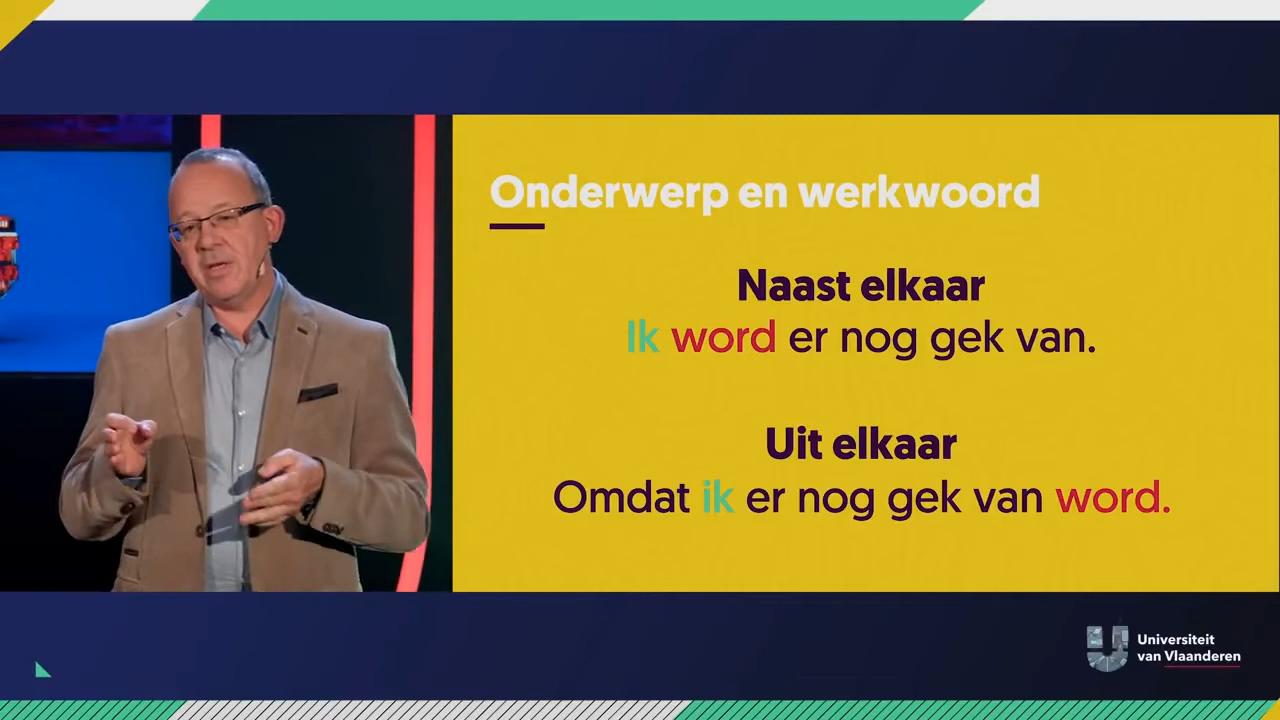 Onderwerp en werkwoord
Naast elkaar
Ik word er nog gek van.
Uit elkaar
Omdat ik er nog gek van word.
Universiteit
van Vlaanderen